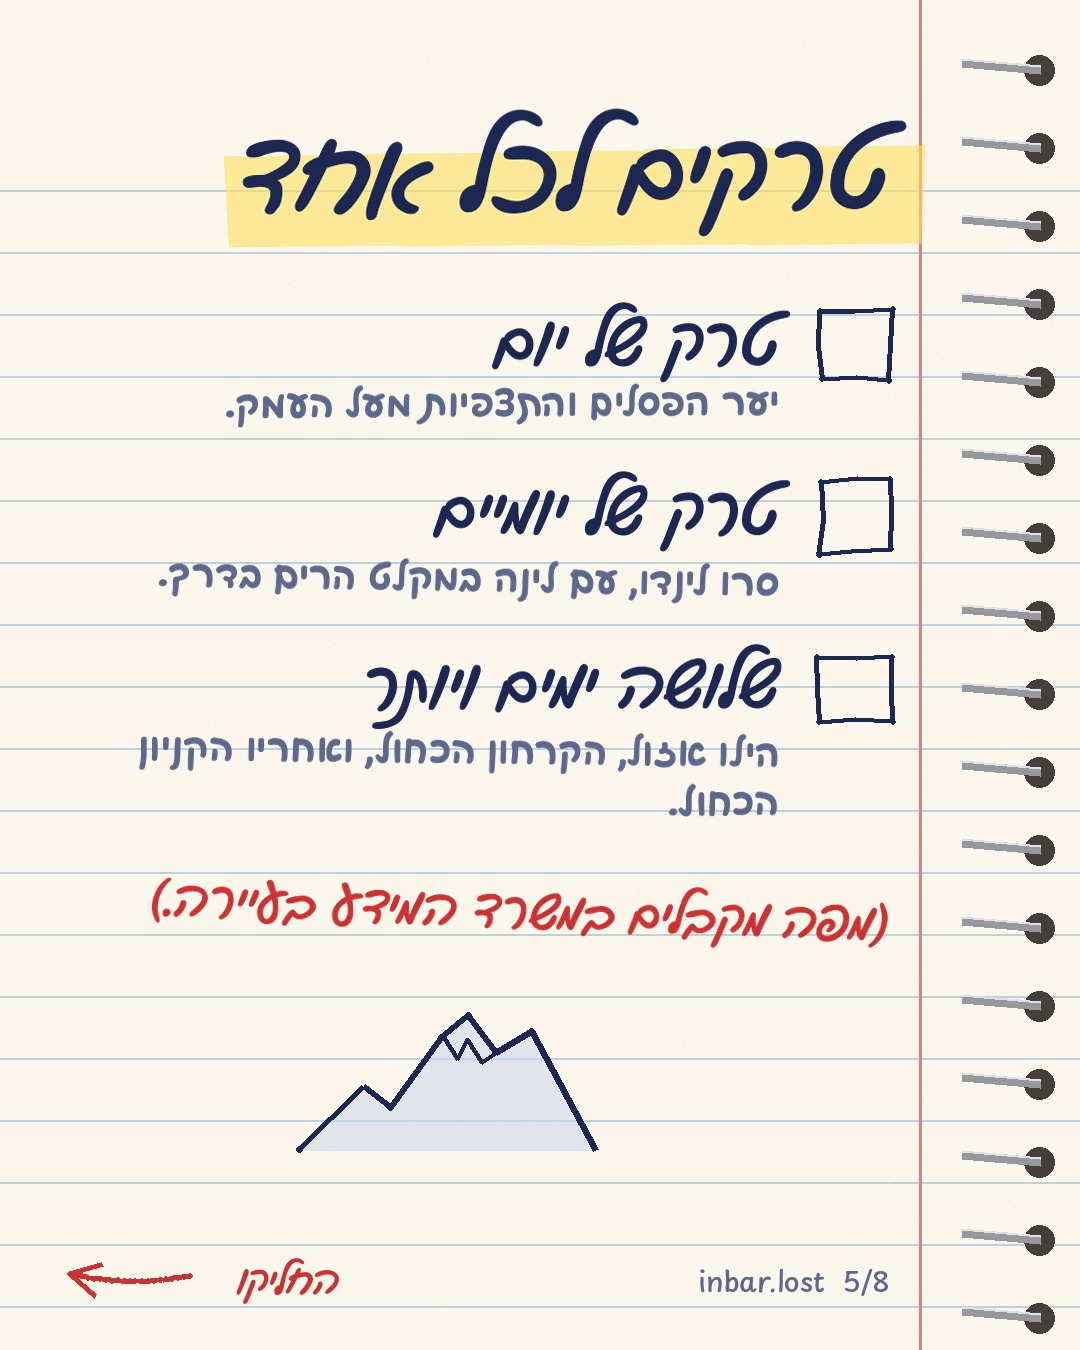 טרקים לכל אחד
טרק של יום
יער הפסלים והתצפיות מעל העמק.
טרק של יומיים
סרו לינדו, עם לינה במקלט הרים בדרך.
שלושה ימים ויותר
הילו אזול, הקרחון הכחול, ואחריו הקניון
הכחול.
(מפה מקבלים במשרד המידע בעיירה.)
החליקו
inbar.lost 5/8